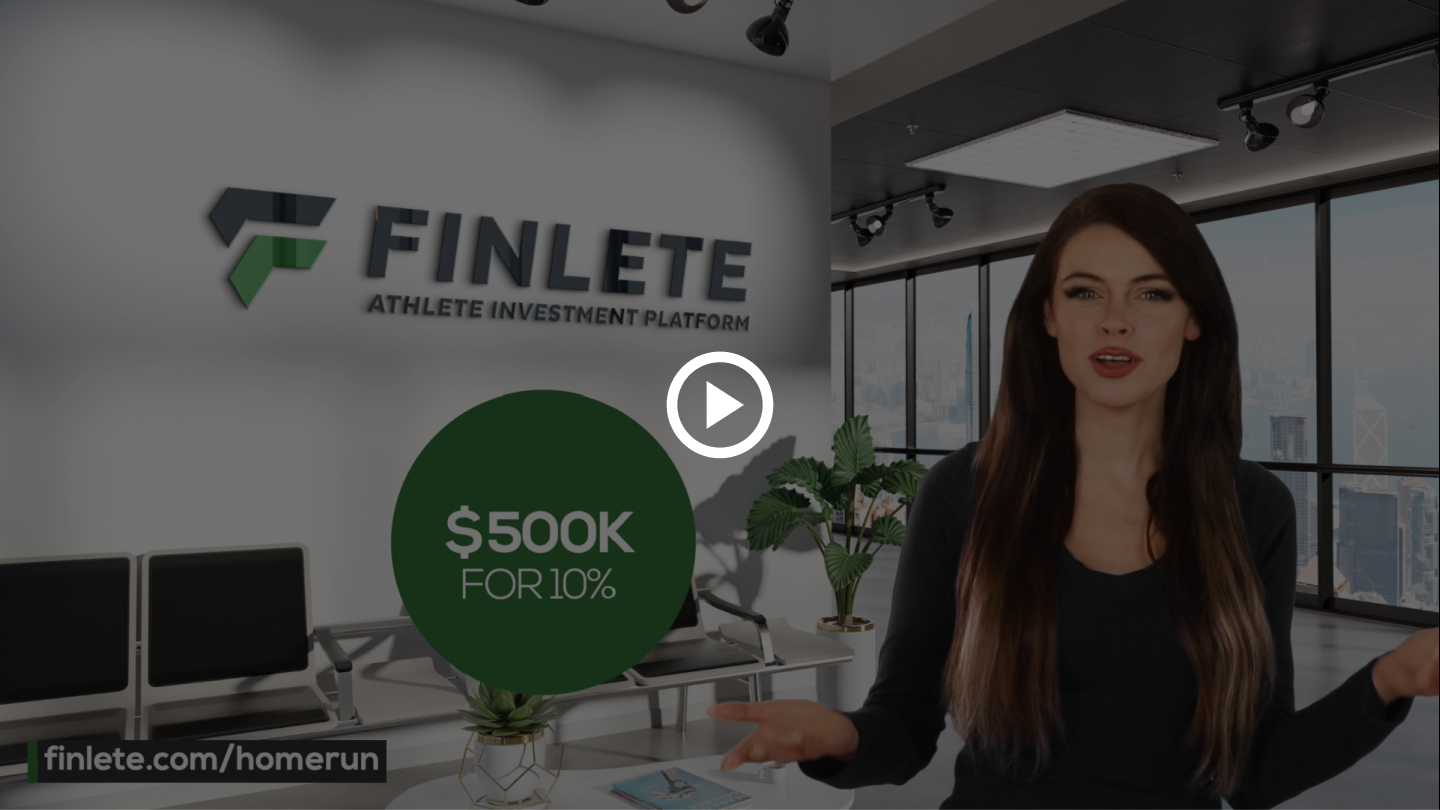 FINLETE
ATHLETE INVESTMENT PLATFORM
$500K
FOR 10%
finlete.com/homerun